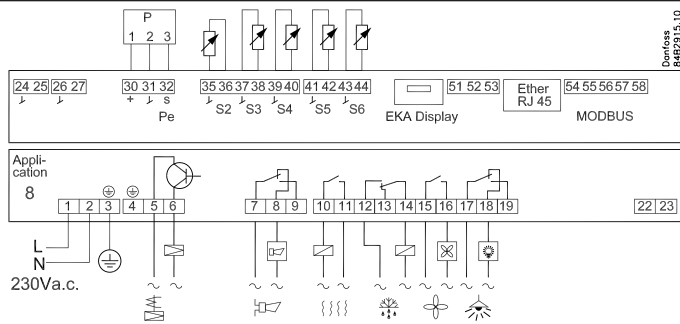 Danfoss
84B2915.10
P
1 2 3
24 25 26 27 30 31 32 35 36 37 38 39 40 41 42 43 44 51 52 53 54 55 56 57 58
+ s S2 S3 S4 S5 S6
Pe
EKA Display
Ether
RJ 45
MODBUS
Appli-
cation
8
1 2 3 4 5 6 7 8 9 10 11 12 13 14 15 16 17 18 19 22 23
L
N
230Va.c.